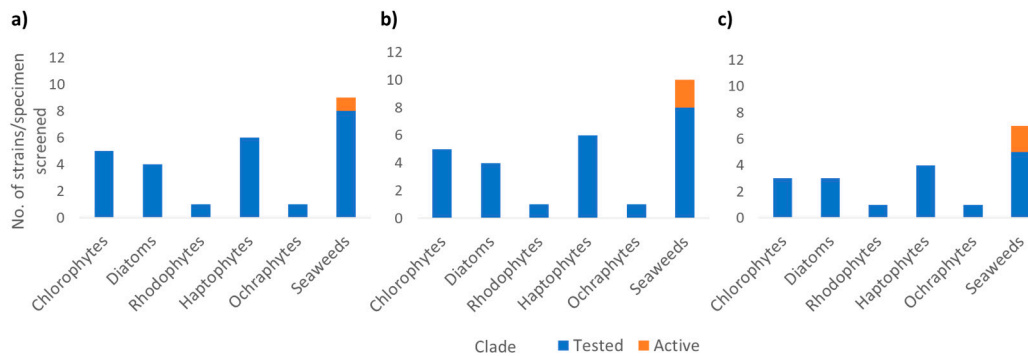 a)
No. of strains/specimen
screened
12
10
8
6
4
2
0
Chlorophytes
Diatoms
Rhodophytes
Haptophytes
Ochraphytes
Seaweeds
b)
12
10
8
6
4
2
0
Chlorophytes
Diatoms
Rhodophytes
Haptophytes
Ochraphytes
Seaweeds
c)
12
10
8
6
4
2
0
Chlorophytes
Diatoms
Rhodophytes
Haptophytes
Ochraphytes
Seaweeds
Clade Tested Active